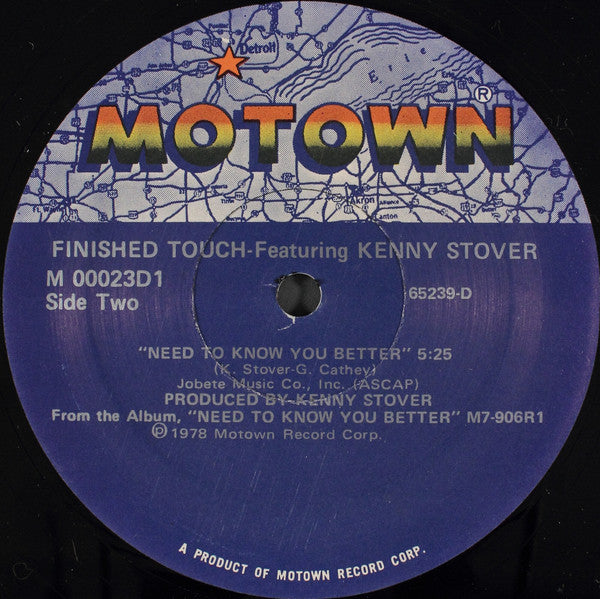 Detroit
Erie
MOTOWN®
Akron
FINISHED TOUCH-Featuring KENNY STOVER
M 00023D1
65239-D
Side Two
"NEED TO KNOW YOU BETTER" 5:25
(K. Stover-G. Cathey)
Jobete Music Co., Inc. (ASCAP)
PRODUCED BY KENNY STOVER
From the Album, "NEED TO KNOW YOU BETTER" M7-906R1
Ⓟ1978 Motown Record Corp.
A PRODUCT OF MOTOWN RECORD CORP.